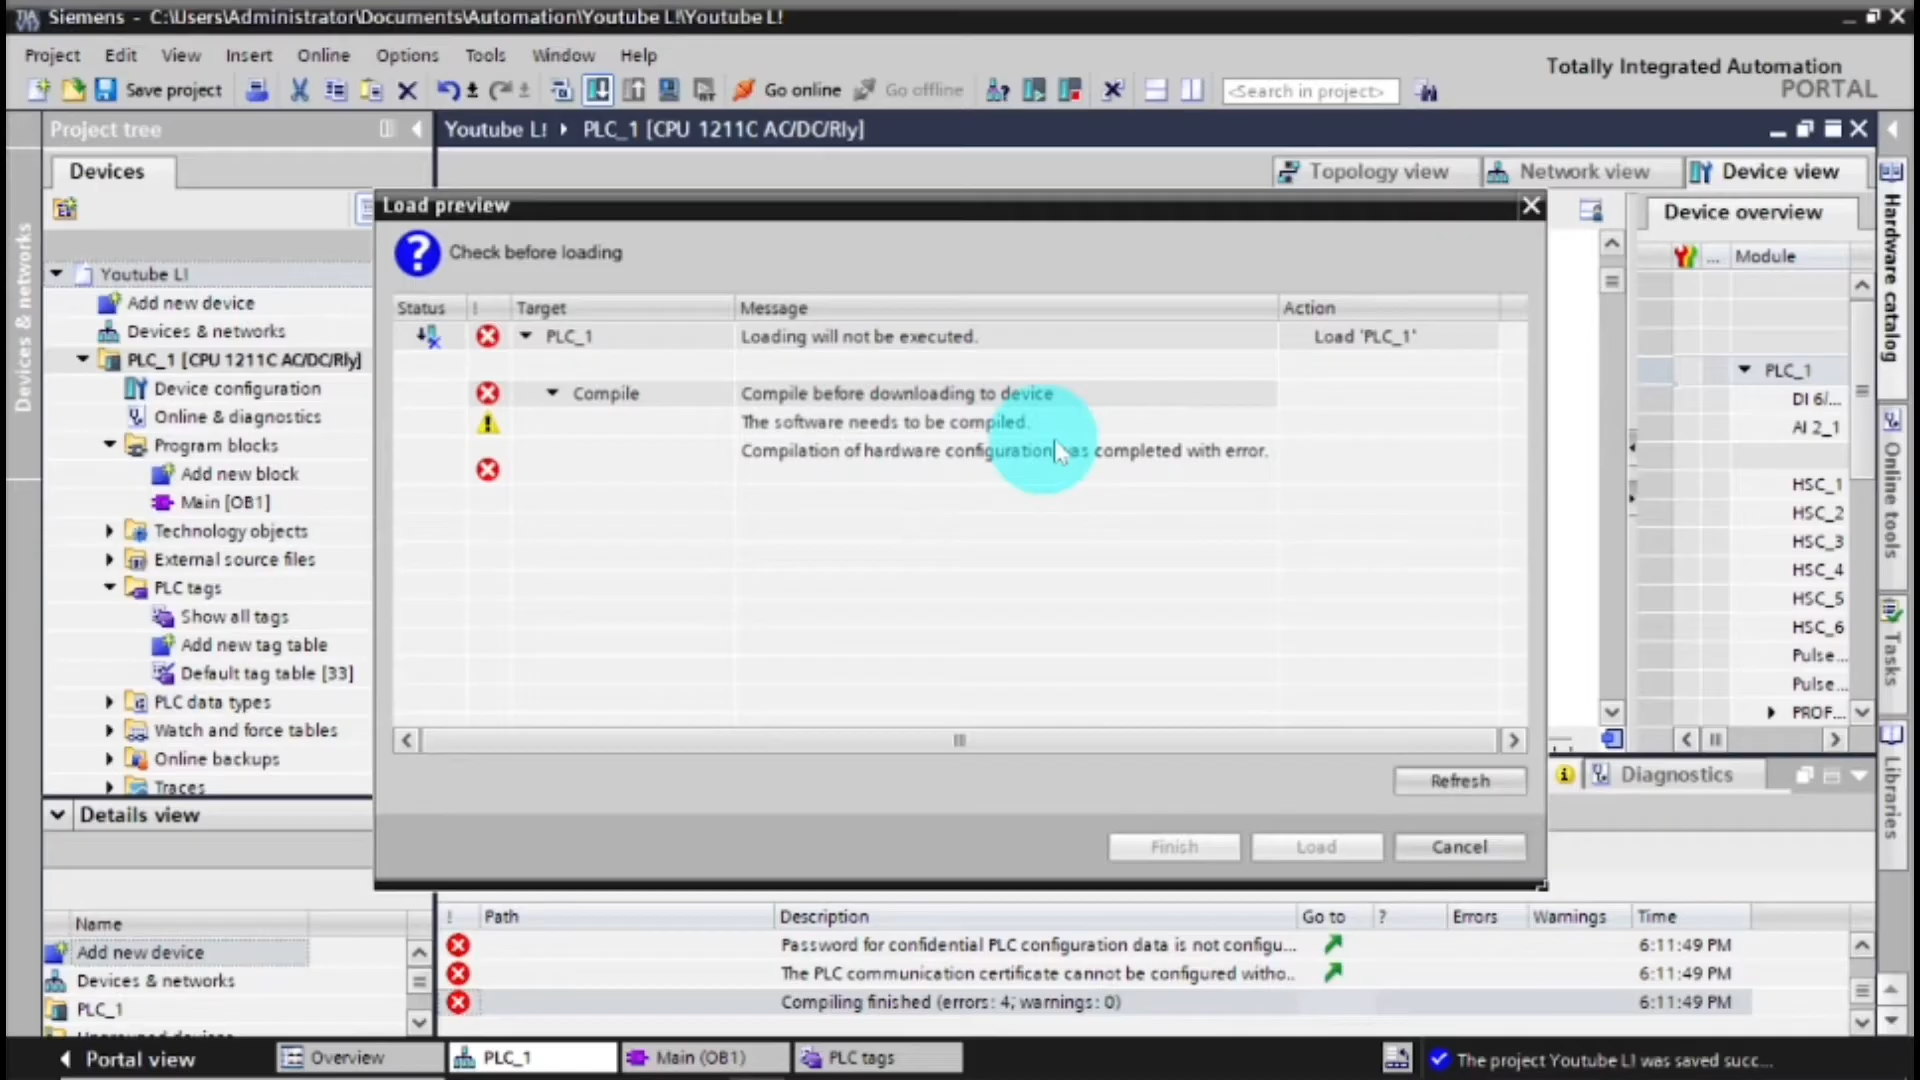 Siemens - C:\Users\Administrator\Documents\Automation\Youtube L!\Youtube L!
Project Edit View Insert Online Options Tools Window Help
Totally Integrated Automation
PORTAL
Save project Go online Go offline <Search in project>
Project tree
Youtube L! PLC_1 [CPU 1211C AC/DC/Rly]
Devices
Topology view Network view Device view
Devices & networks
Youtube L!
Add new device
Devices & networks
PLC_1 [CPU 1211C AC/DC/Rly]
Device configuration
Online & diagnostics
Program blocks
Add new block
Main [OB1]
Technology objects
External source files
PLC tags
Show all tags
Add new tag table
Default tag table [33]
PLC data types
Watch and force tables
Online backups
Traces
Load preview
Check before loading
Status ! Target Message Action
PLC_1 Loading will not be executed. Load 'PLC_1'
Compile Compile before downloading to device
The software needs to be compiled.
Compilation of hardware configuration was completed with error.
Refresh
Finish Load Cancel
Device overview
... Module
PLC_1
DI 6/...
AI 2_1
HSC_1
HSC_2
HSC_3
HSC_4
HSC_5
HSC_6
Pulse...
Pulse...
PROF...
Diagnostics
Hardware catalog
Online tools
Tasks
Libraries
Details view
Name
Add new device
Devices & networks
PLC_1
Ungrouped devices
! Path Description Go to ? Errors Warnings Time
Password for confidential PLC configuration data is not configu... 6:11:49 PM
The PLC communication certificate cannot be configured witho.. 6:11:49 PM
Compiling finished (errors: 4; warnings: 0) 6:11:49 PM
Portal view Overview PLC_1 Main (OB1) PLC tags The project Youtube L! was saved succ...